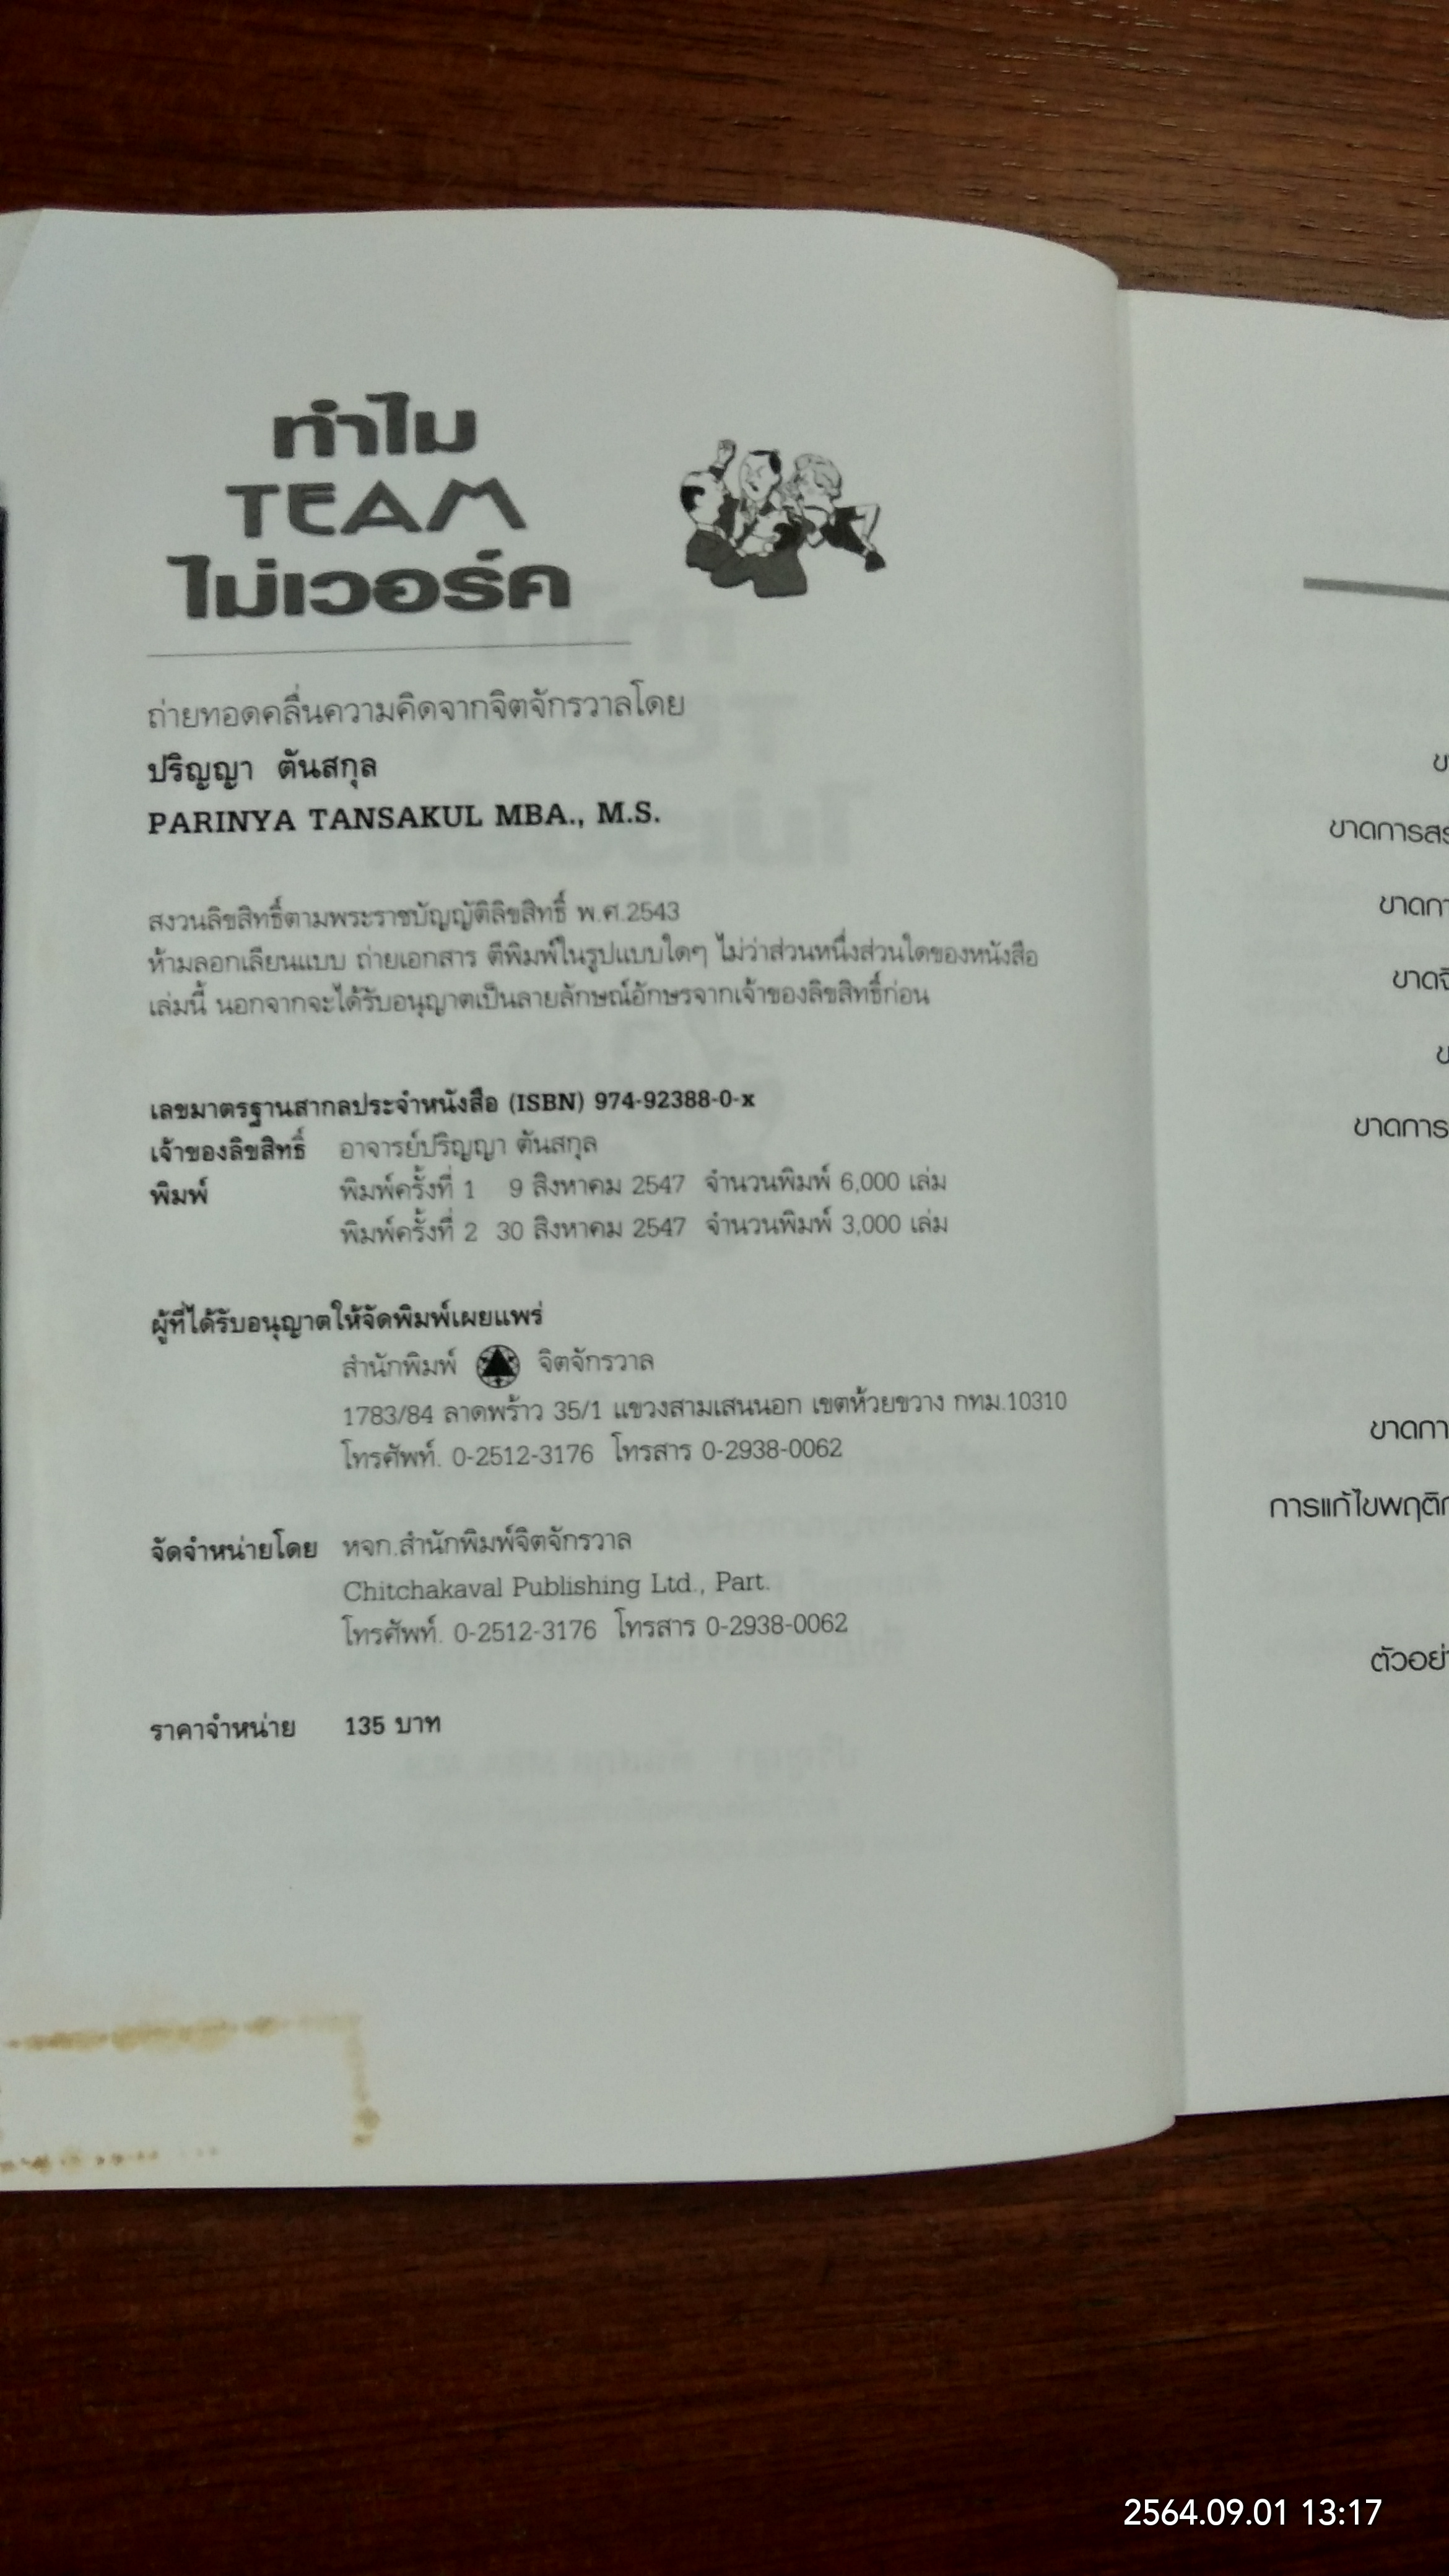 ทำไม
TEAM
ไม่เวอร์ค
ถ่ายทอดคลื่นความคิดจากจิตจักรวาลโดย
ปริญญา ตันสกุล
PARINYA TANSAKUL MBA., M.S.
สงวนลิขสิทธิ์ตามพระราชบัญญัติลิขสิทธิ์ พ.ศ.2543
ห้ามลอกเลียนแบบ ถ่ายเอกสาร ตีพิมพ์ในรูปแบบใดๆ ไม่ว่าส่วนหนึ่งส่วนใดของหนังสือ
เล่มนี้ นอกจากจะได้รับอนุญาตเป็นลายลักษณ์อักษรจากเจ้าของลิขสิทธิ์ก่อน
เลขมาตรฐานสากลประจำหนังสือ (ISBN) 974-92388-0-x
เจ้าของลิขสิทธิ์ อาจารย์ปริญญา ตันสกุล
พิมพ์ พิมพ์ครั้งที่ 1 9 สิงหาคม 2547 จำนวนพิมพ์ 6,000 เล่ม
พิมพ์ครั้งที่ 2 30 สิงหาคม 2547 จำนวนพิมพ์ 3,000 เล่ม
ผู้ที่ได้รับอนุญาตให้จัดพิมพ์เผยแพร่
สำนักพิมพ์ จิตจักรวาล
1783/84 ลาดพร้าว 35/1 แขวงสามเสนนอก เขตห้วยขวาง กทม.10310
โทรศัพท์. 0-2512-3176 โทรสาร 0-2938-0062
จัดจำหน่ายโดย หจก.สำนักพิมพ์จิตจักรวาล
Chitchakaval Publishing Ltd., Part.
โทรศัพท์. 0-2512-3176 โทรสาร 0-2938-0062
ราคาจำหน่าย 135 บาท
ข
ขาดการสร
ขาดกา
ขาดจิ
ข
ขาดการ
ขาดกา
การแก้ไขพฤติก
ตัวอย่
2564.09.01 13:17